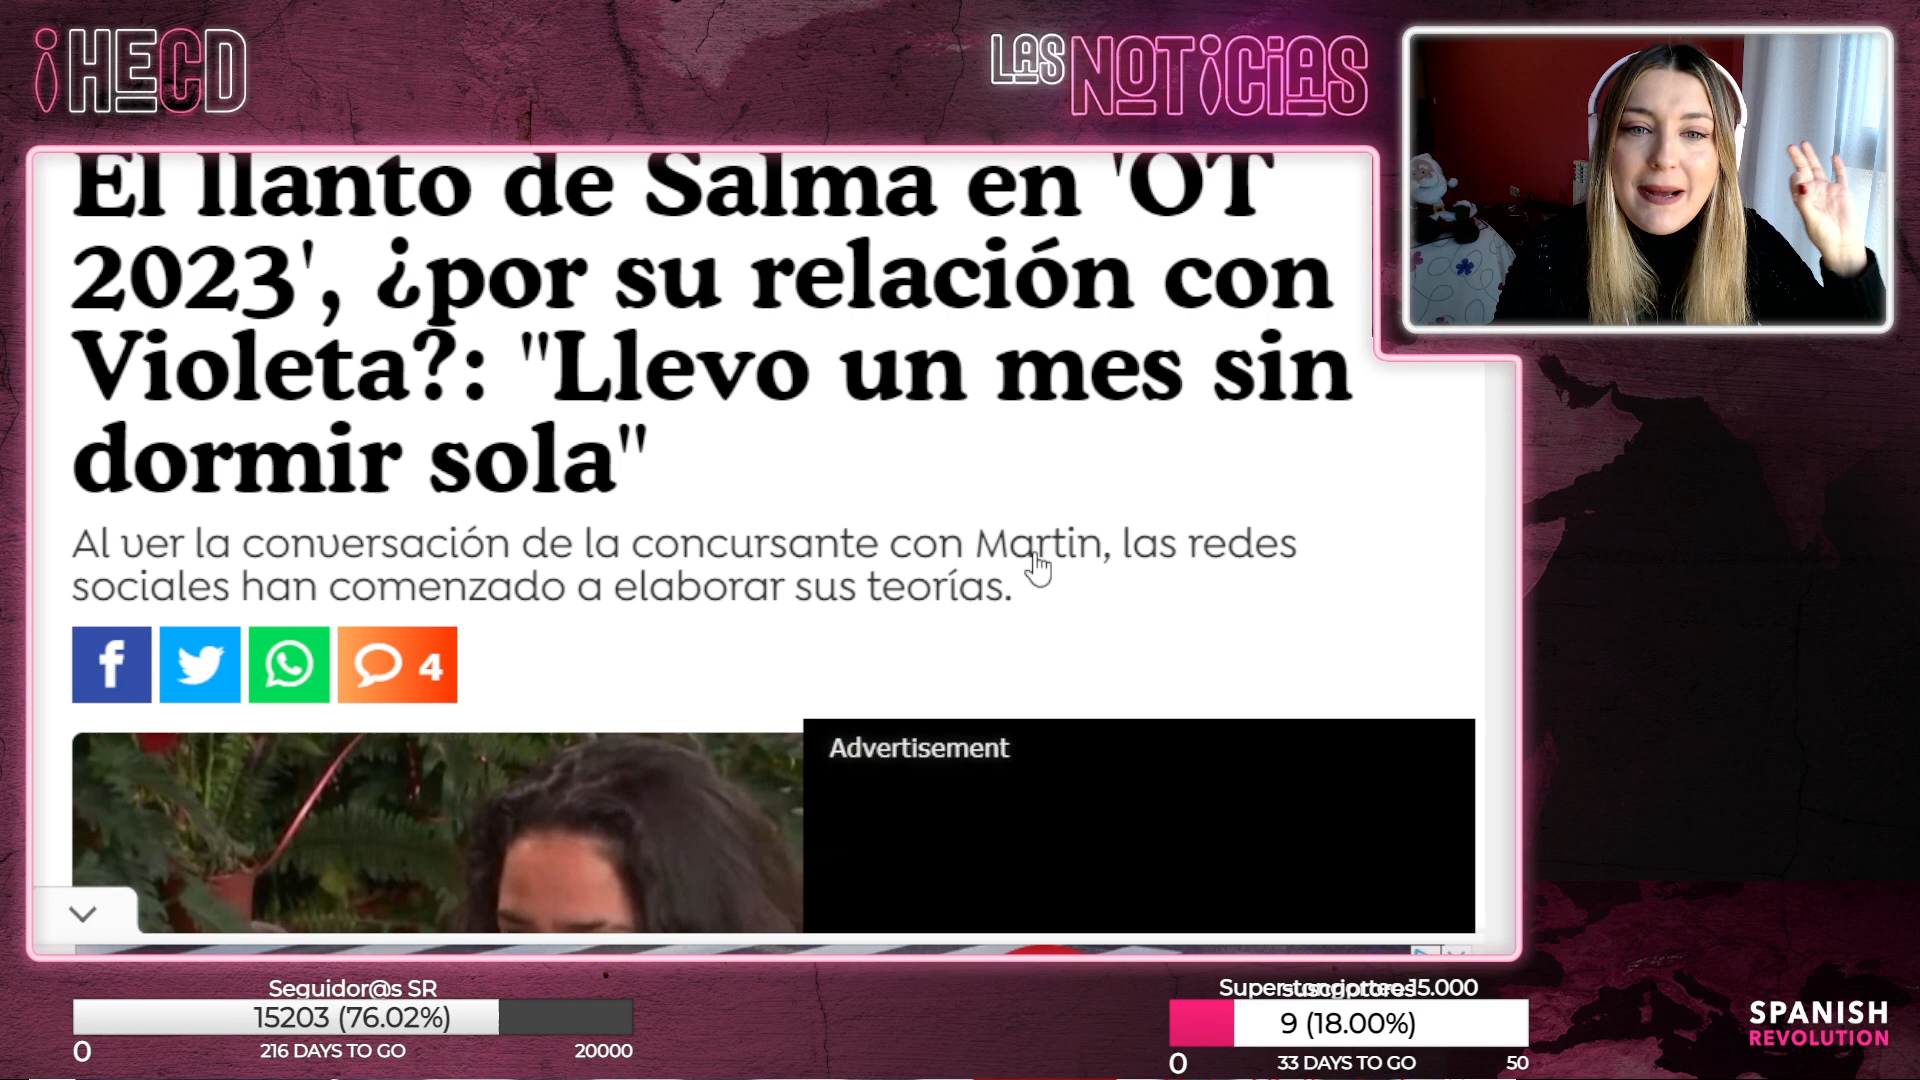 ¡HECD
LAS NOTICIAS
El llanto de Salma en 'OT
2023', ¿por su relación con
Violeta?: "Llevo un mes sin
dormir sola"
Al ver la conversación de la concursante con Martin, las redes
sociales han comenzado a elaborar sus teorías.
f
4
Advertisement
Seguidor@s SR
15203 (76.02%)
0
216 DAYS TO GO
20000
15.000
9 (18.00%)
0
33 DAYS TO GO
50
SPANISH
REVOLUTION